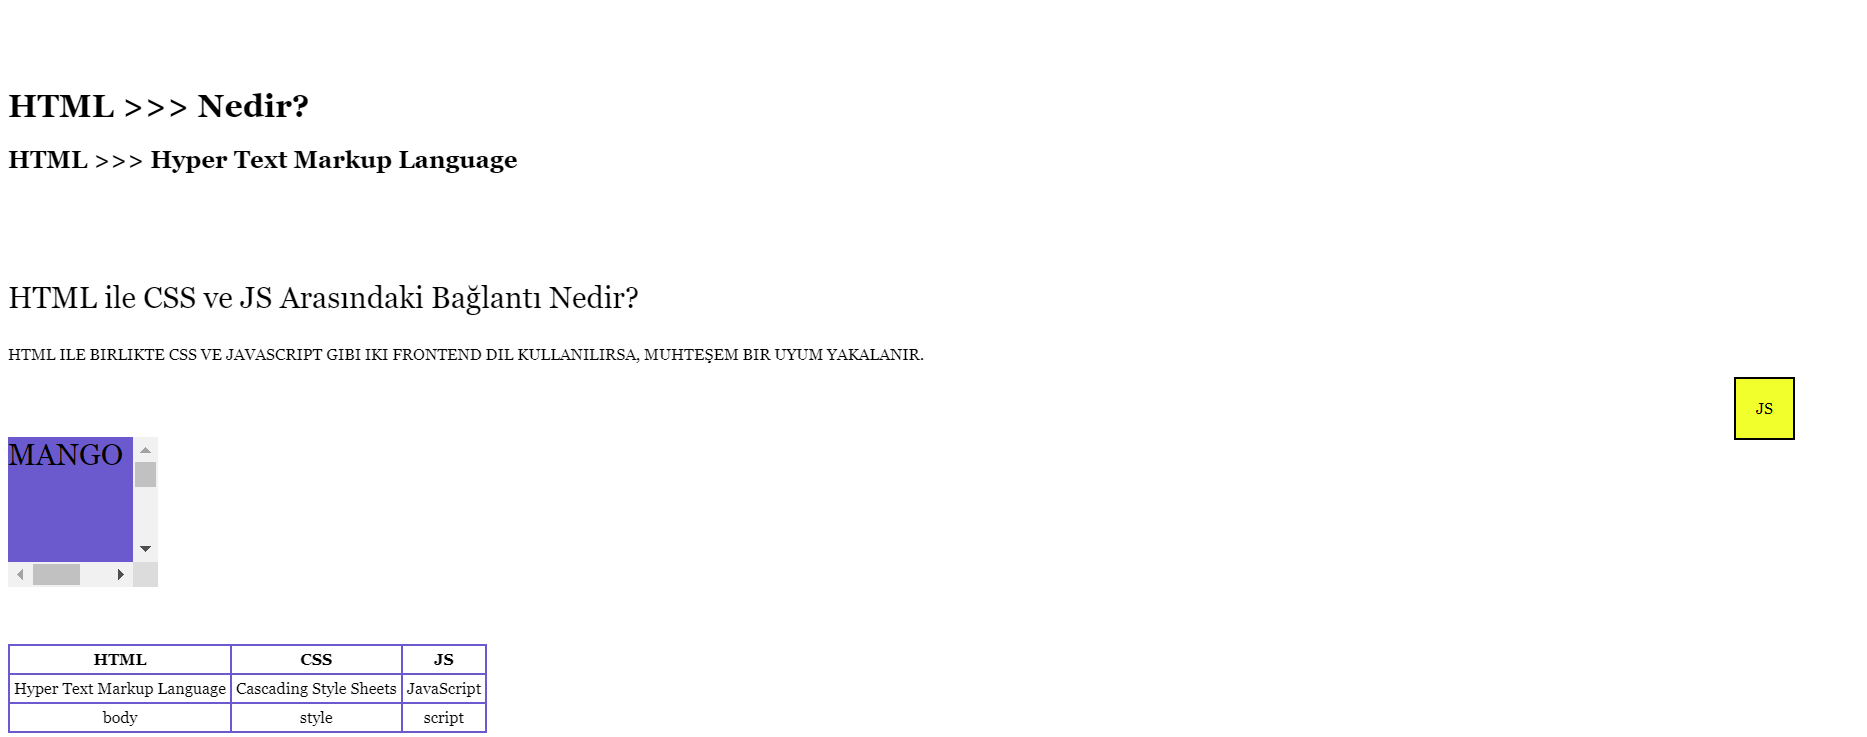 HTML >>> Nedir?
HTML >>> Hyper Text Markup Language
HTML ile CSS ve JS Arasındaki Bağlantı Nedir?
HTML ILE BIRLIKTE CSS VE JAVASCRIPT GIBI IKI FRONTEND DIL KULLANILIRSA, MUHTEŞEM BIR UYUM YAKALANIR.
JS
MANGO
HTML CSS JS
Hyper Text Markup Language Cascading Style Sheets JavaScript
body style script